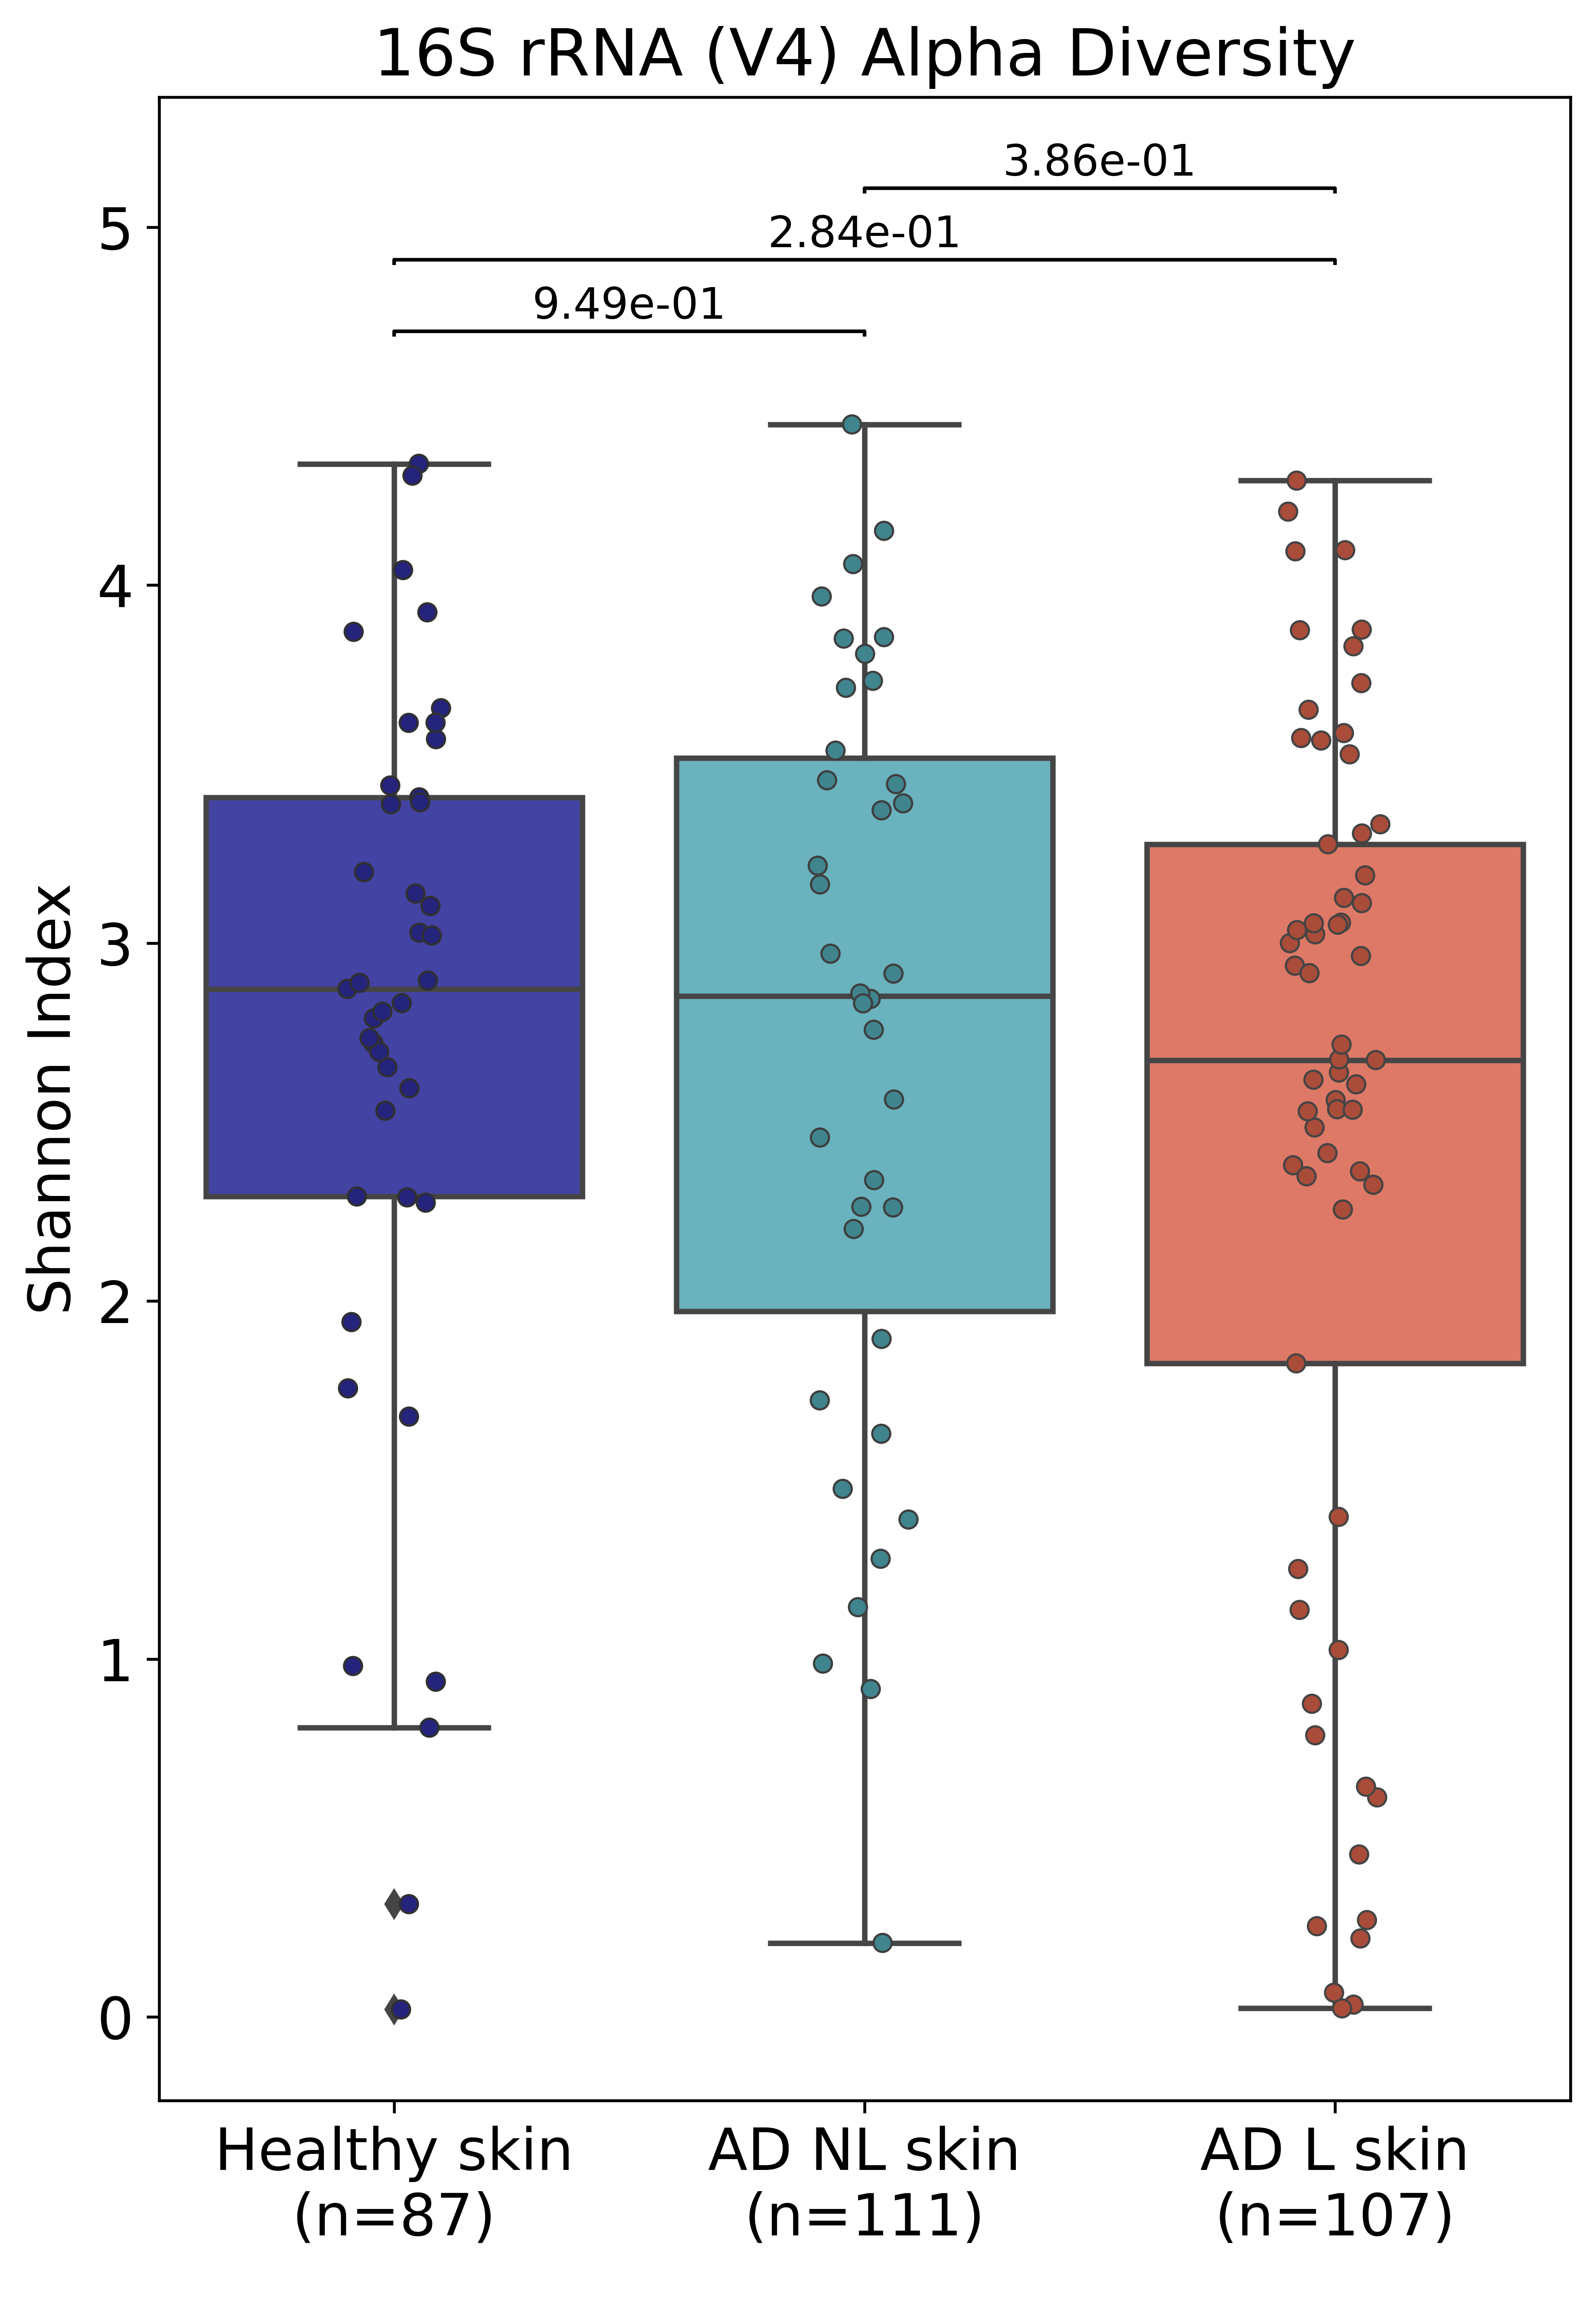 16S rRNA (V4) Alpha Diversity
3.86e-01
2.84e-01
9.49e-01
5
4
3
2
1
0
Shannon Index
Healthy skin
(n=87)
AD NL skin
(n=111)
AD L skin
(n=107)